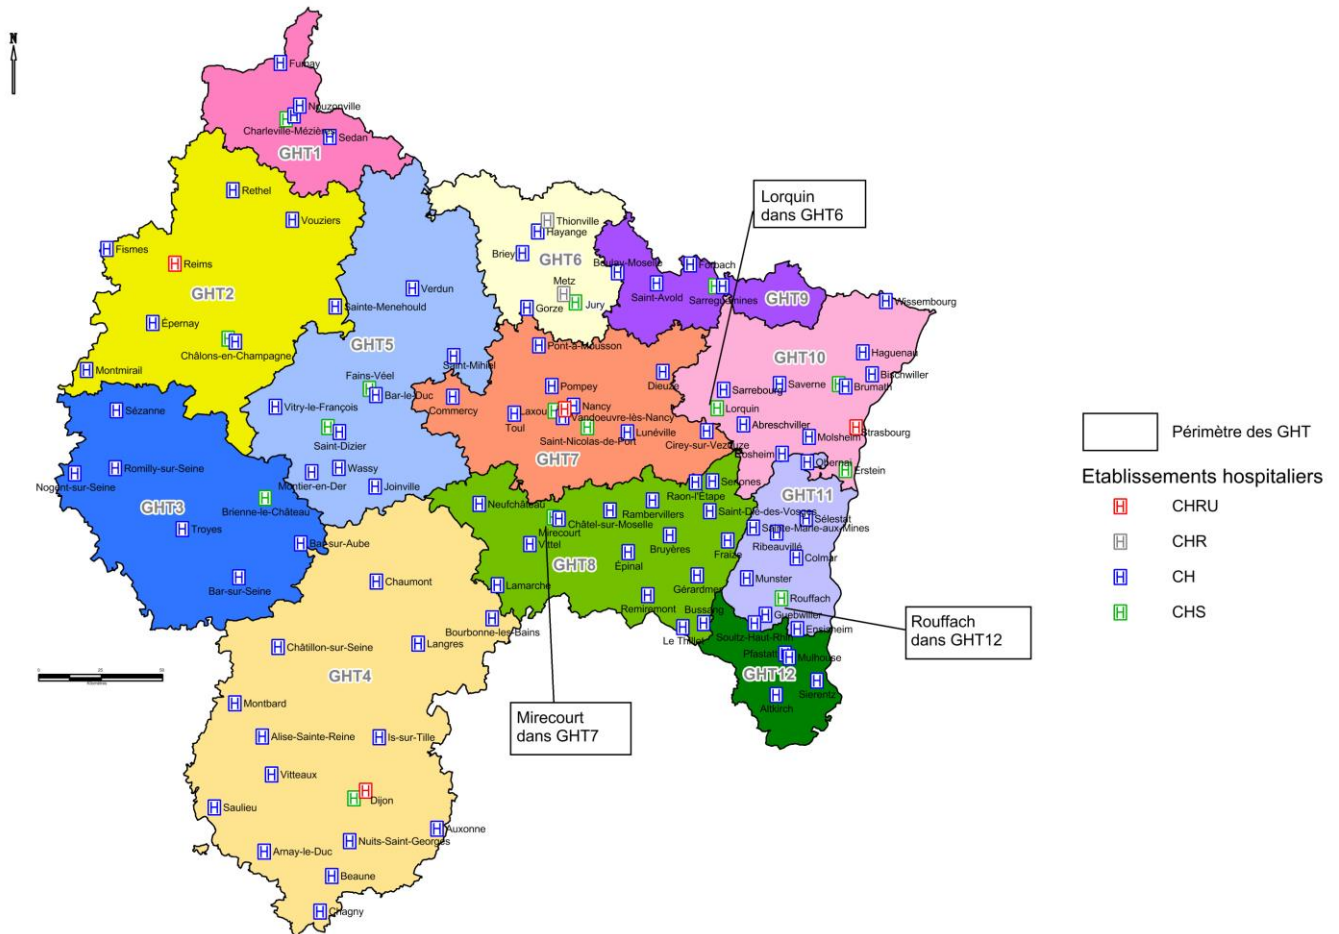 N
Fumay
Nouzonville
Charleville-Mézières
Sedan
GHT1
Rethel
Vouziers
Fismes
Reims
GHT2
Épernay
Châlons-en-Champagne
Montmirail
Sainte-Menehould
Verdun
GHT5
Saint-Mihiel
Fains-Véel
Bar-le-Duc
Vitry-le-François
Saint-Dizier
Wassy
Montier-en-Der
Joinville
Thionville
Hayange
Briey
GHT6
Metz
Jury
Gorze
Boulay-Moselle
Forbach
Saint-Avold
Sarreguemines
GHT9
Lorquin
dans GHT6
Wissembourg
GHT10
Haguenau
Bischwiller
Saverne
Brumath
Sarrebourg
Lorquin
Abreschviller
Strasbourg
Molsheim
Rosheim
Obernai
Erstein
Pont-à-Mousson
Dieuze
Pompey
Commercy
Nancy
Laxou
Vandoeuvre-lès-Nancy
Toul
Saint-Nicolas-de-Port
Lunéville
Cirey-sur-Vezouze
GHT7
Sézanne
Romilly-sur-Seine
Nogent-sur-Seine
GHT3
Brienne-le-Château
Troyes
Bar-sur-Aube
Bar-sur-Seine
Neufchâteau
Châtel-sur-Moselle
Mirecourt
Vittel
Rambervillers
Raon-l'Étape
Senones
Saint-Dié-des-Vosges
Bruyères
Fraize
Épinal
GHT8
Lamarche
Gérardmer
Remiremont
Bussang
Le Thillot
GHT11
Sélestat
Sainte-Marie-aux-Mines
Ribeauvillé
Colmar
Munster
Rouffach
Guebwiller
Soultz-Haut-Rhin
Ensisheim
Rouffach
dans GHT12
Pfastatt
Mulhouse
GHT12
Sierentz
Altkirch
Chaumont
Bourbonne-les-Bains
Langres
Châtillon-sur-Seine
GHT4
Montbard
Alise-Sainte-Reine
Is-sur-Tille
Vitteaux
Dijon
Saulieu
Auxonne
Nuits-Saint-Georges
Arnay-le-Duc
Beaune
Chagny
Mirecourt
dans GHT7
Périmètre des GHT
Etablissements hospitaliers
CHRU
CHR
CH
CHS